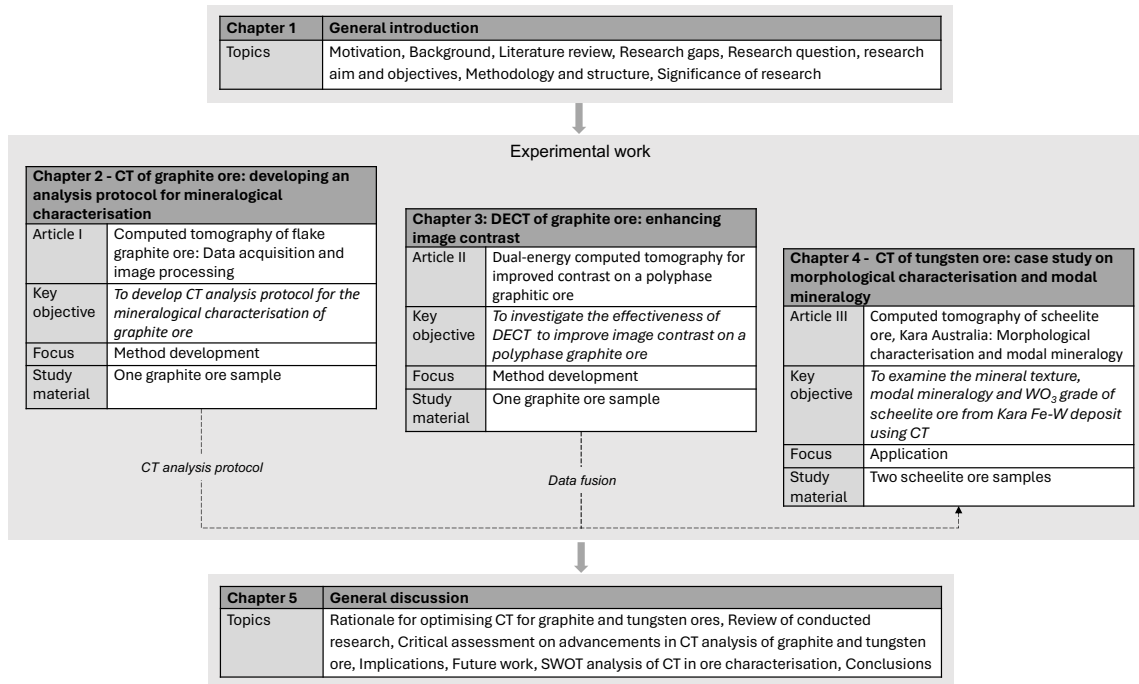 Chapter 1 General introduction
Topics Motivation, Background, Literature review, Research gaps, Research question, research
aim and objectives, Methodology and structure, Significance of research
Experimental work
Chapter 2 - CT of graphite ore: developing an
analysis protocol for mineralogical
characterisation
Article I Computed tomography of flake
graphite ore: Data acquisition and
image processing
Key To develop CT analysis protocol for the
objective mineralogical characterisation of
graphite ore
Focus Method development
Study One graphite ore sample
material
CT analysis protocol
Chapter 3: DECT of graphite ore: enhancing
image contrast
Article II Dual-energy computed tomography for
improved contrast on a polyphase
graphitic ore
Key To investigate the effectiveness of
objective DECT to improve image contrast on a
polyphase graphite ore
Focus Method development
Study One graphite ore sample
material
Data fusion
Chapter 4 - CT of tungsten ore: case study on
morphological characterisation and modal
mineralogy
Article III Computed tomography of scheelite
ore, Kara Australia: Morphological
characterisation and modal mineralogy
Key To examine the mineral texture,
objective modal mineralogy and WO3 grade of
scheelite ore from Kara Fe-W deposit
using CT
Focus Application
Study Two scheelite ore samples
material
Chapter 5 General discussion
Topics Rationale for optimising CT for graphite and tungsten ores, Review of conducted
research, Critical assessment on advancements in CT analysis of graphite and tungsten
ore, Implications, Future work, SWOT analysis of CT in ore characterisation, Conclusions